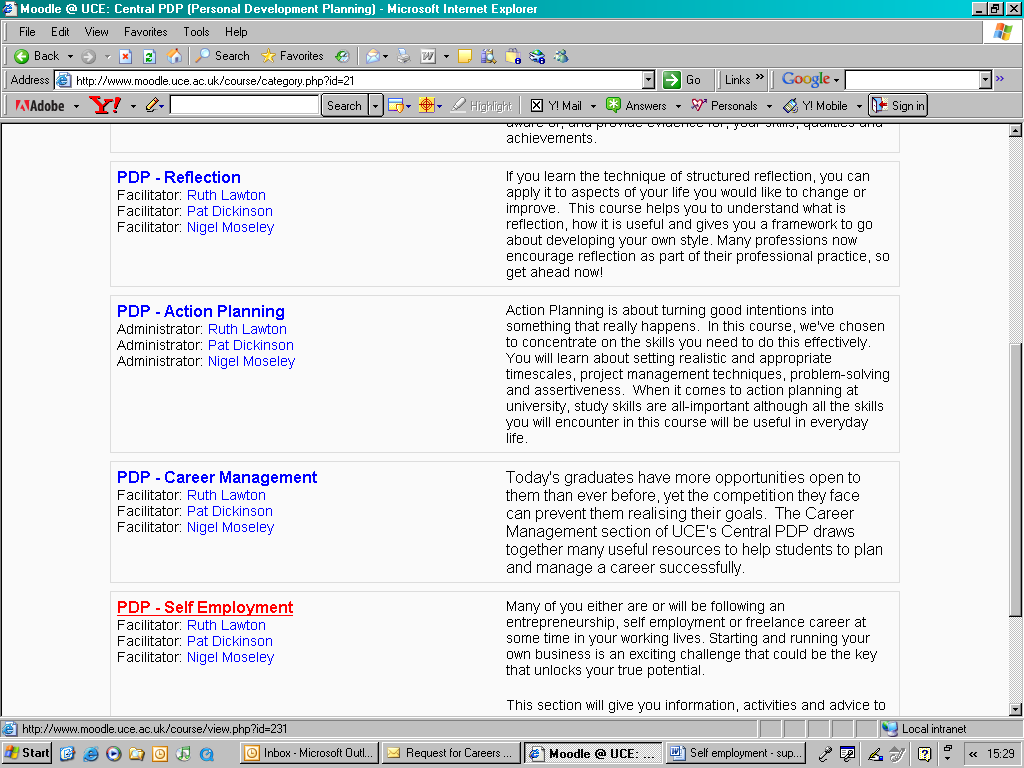 Moodle @ UCE: Central PDP (Personal Development Planning) - Microsoft Internet Explorer
File Edit View Favorites Tools Help
Back Search Favorites
Address http://www.moodle.uce.ac.uk/course/category.php?id=21 Go Links » Google
Adobe Y! Search Highlight Y! Mail Answers Personals Y! Mobile Sign in
aware of, and provide evidence for, your skills, qualities and
achievements.
PDP - Reflection
Facilitator: Ruth Lawton
Facilitator: Pat Dickinson
Facilitator: Nigel Moseley
If you learn the technique of structured reflection, you can
apply it to aspects of your life you would like to change or
improve. This course helps you to understand what is
reflection, how it is useful and gives you a framework to go
about developing your own style. Many professions now
encourage reflection as part of their professional practice, so
get ahead now!
PDP - Action Planning
Administrator: Ruth Lawton
Administrator: Pat Dickinson
Administrator: Nigel Moseley
Action Planning is about turning good intentions into
something that really happens. In this course, we've chosen
to concentrate on the skills you need to do this effectively.
You will learn about setting realistic and appropriate
timescales, project management techniques, problem-solving
and assertiveness. When it comes to action planning at
university, study skills are all-important although all the skills
you will encounter in this course will be useful in everyday
life.
PDP - Career Management
Facilitator: Ruth Lawton
Facilitator: Pat Dickinson
Facilitator: Nigel Moseley
Today's graduates have more opportunities open to
them than ever before, yet the competition they face
can prevent them realising their goals. The Career
Management section of UCE's Central PDP draws
together many useful resources to help students to plan
and manage a career successfully.
PDP - Self Employment
Facilitator: Ruth Lawton
Facilitator: Pat Dickinson
Facilitator: Nigel Moseley
Many of you either are or will be following an
entrepreneurship, self employment or freelance career at
some time in your working lives. Starting and running your
own business is an exciting challenge that could be the key
that unlocks your true potential.
This section will give you information, activities and advice to
http://www.moodle.uce.ac.uk/course/view.php?id=231 Local intranet
Start Inbox - Microsoft Outl... Request for Careers ... Moodle @ UCE: ... Self employment - sup... « 15:29